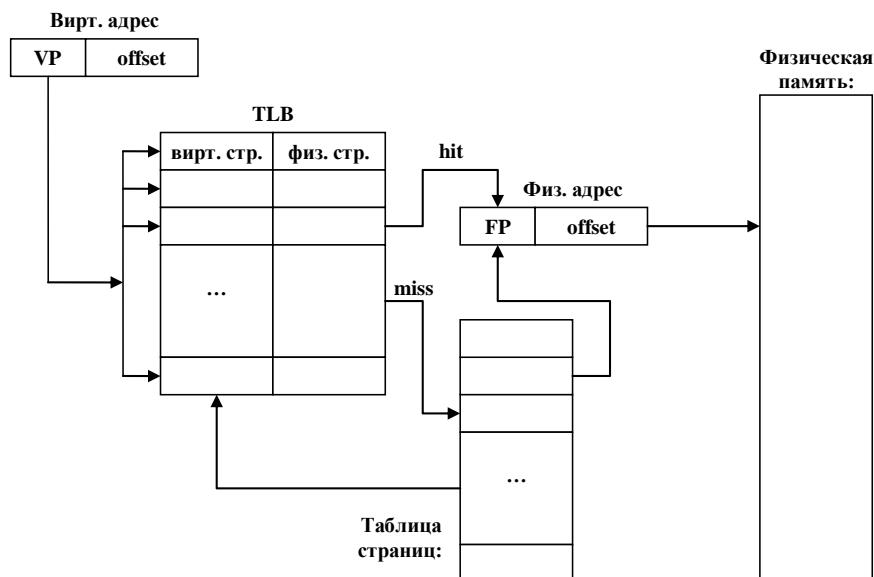 Вирт. адрес
VP offset
Физическая
память:
TLB
вирт. стр. физ. стр.
hit
Физ. адрес
FP offset
...
miss
...
Таблица
страниц: